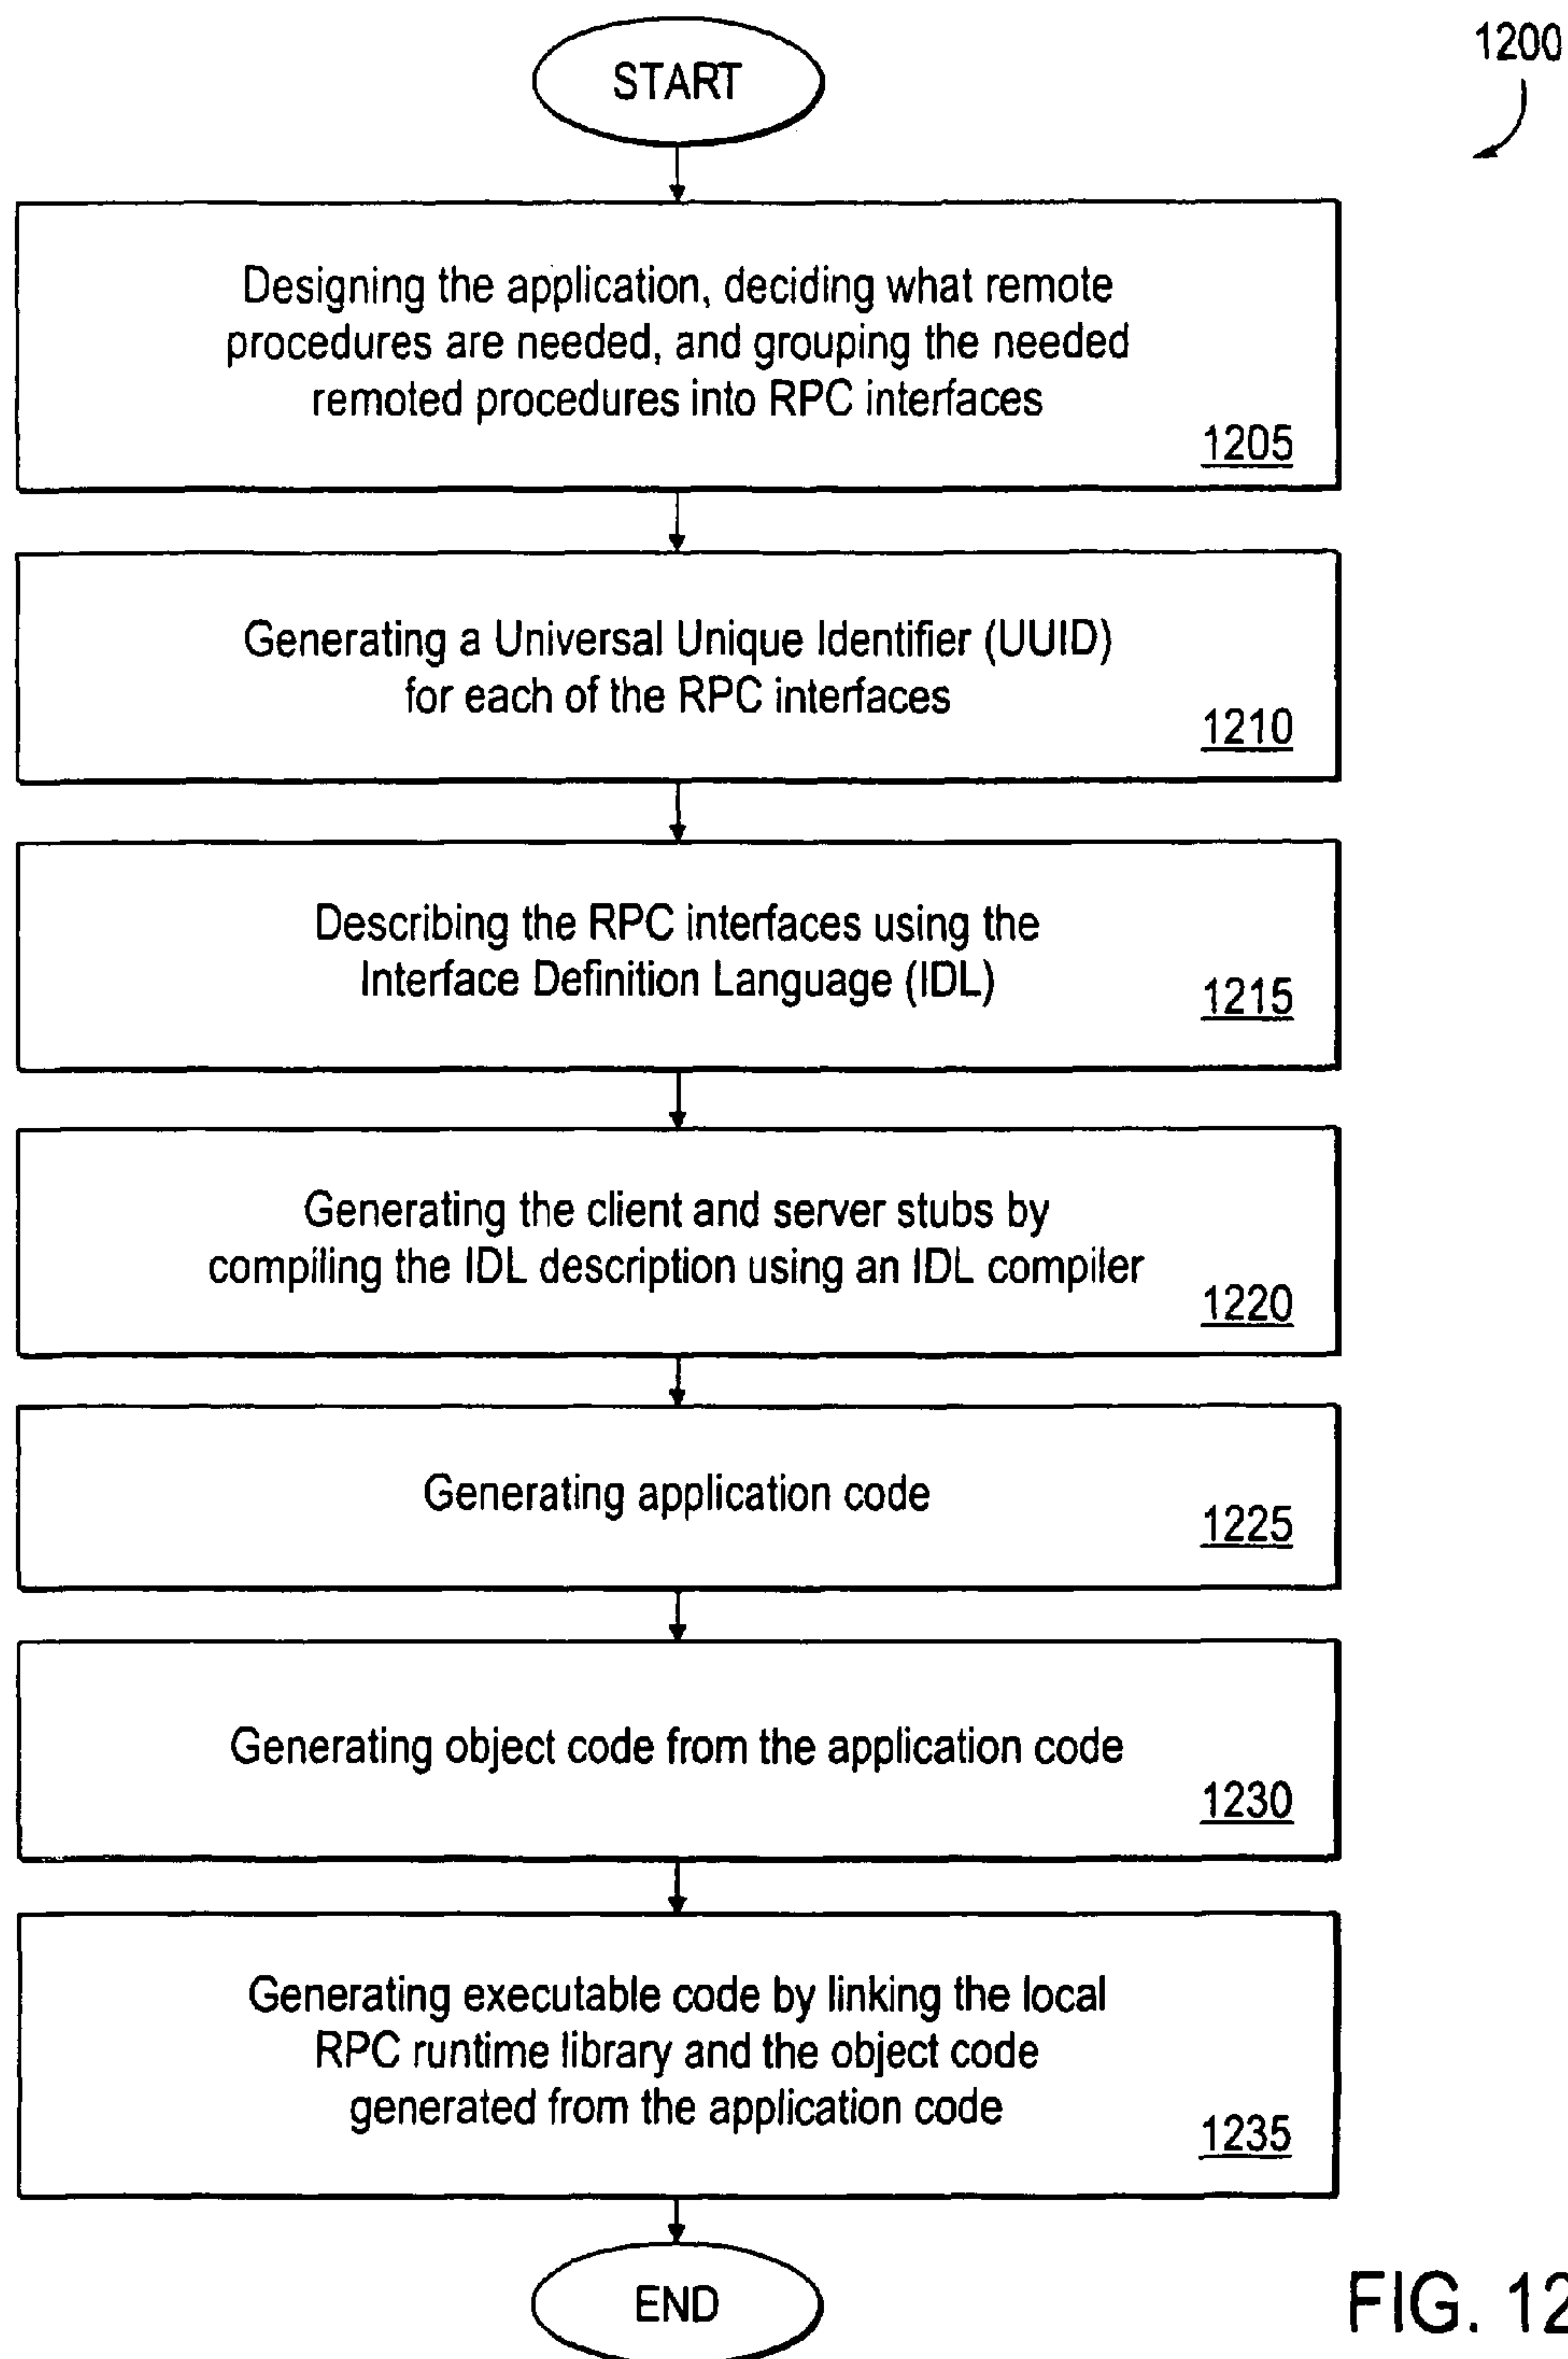 START
1200
Designing the application, deciding what remote
procedures are needed, and grouping the needed
remoted procedures into RPC interfaces
1205
Generating a Universal Unique Identifier (UUID)
for each of the RPC interfaces
1210
Describing the RPC interfaces using the
Interface Definition Language (IDL)
1215
Generating the client and server stubs by
compiling the IDL description using an IDL compiler
1220
Generating application code
1225
Generating object code from the application code
1230
Generating executable code by linking the local
RPC runtime library and the object code
generated from the application code
1235
END
FIG. 12